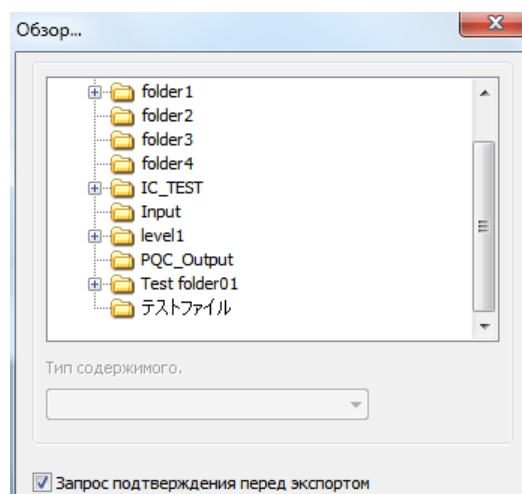 Обзор...
folder1
folder2
folder3
folder4
IC_TEST
Input
level1
PQC_Output
Test folder01
テストファイル
Тип содержимого.
Запрос подтверждения перед экспортом